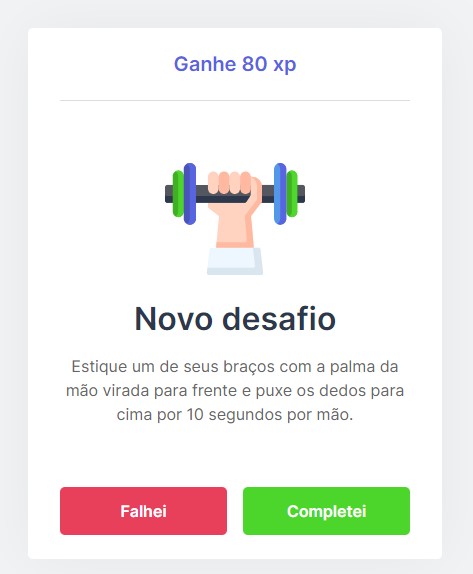 Ganhe 80 xp
Novo desafio
Estique um de seus braços com a palma da
mão virada para frente e puxe os dedos para
cima por 10 segundos por mão.
Falhei
Completei